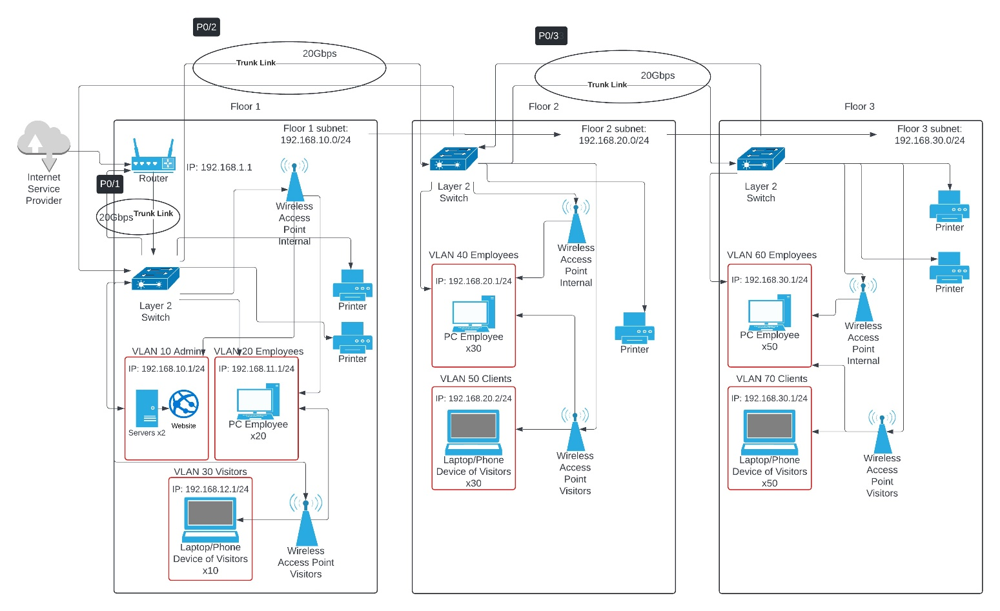 P0/2
P0/3
20Gbps
Trunk Link
20Gbps
Trunk Link
Floor 1
Floor 2
Floor 3
Floor 1 subnet:
192.168.10.0/24
Floor 2 subnet:
192.168.20.0/24
Floor 3 subnet:
192.168.30.0/24
Internet
Service
Provider
Router
IP: 192.168.1.1
P0/1
20Gbps
Trunk Link
Wireless
Access
Point
Internal
Layer 2
Switch
Printer
Printer
VLAN 10 Admin
VLAN 20 Employees
IP: 192.168.10.1/24
IP: 192.168.11.1/24
Servers x2
Website
PC Employee
x20
VLAN 30 Visitors
IP: 192.168.12.1/24
Laptop/Phone
Device of Visitors
x10
Wireless
Access Point
Visitors
Layer 2
Switch
Wireless
Access
Point
Internal
VLAN 40 Employees
IP: 192.168.20.1/24
PC Employee
x30
Printer
VLAN 50 Clients
IP: 192.168.20.2/24
Laptop/Phone
Device of Visitors
x30
Wireless
Access
Point
Visitors
Layer 2
Switch
Printer
Printer
VLAN 60 Employees
IP: 192.168.30.1/24
PC Employee
x50
Wireless
Access
Point
Internal
VLAN 70 Clients
IP: 192.168.30.1/24
Laptop/Phone
Device of Visitors
x50
Wireless
Access
Point
Visitors